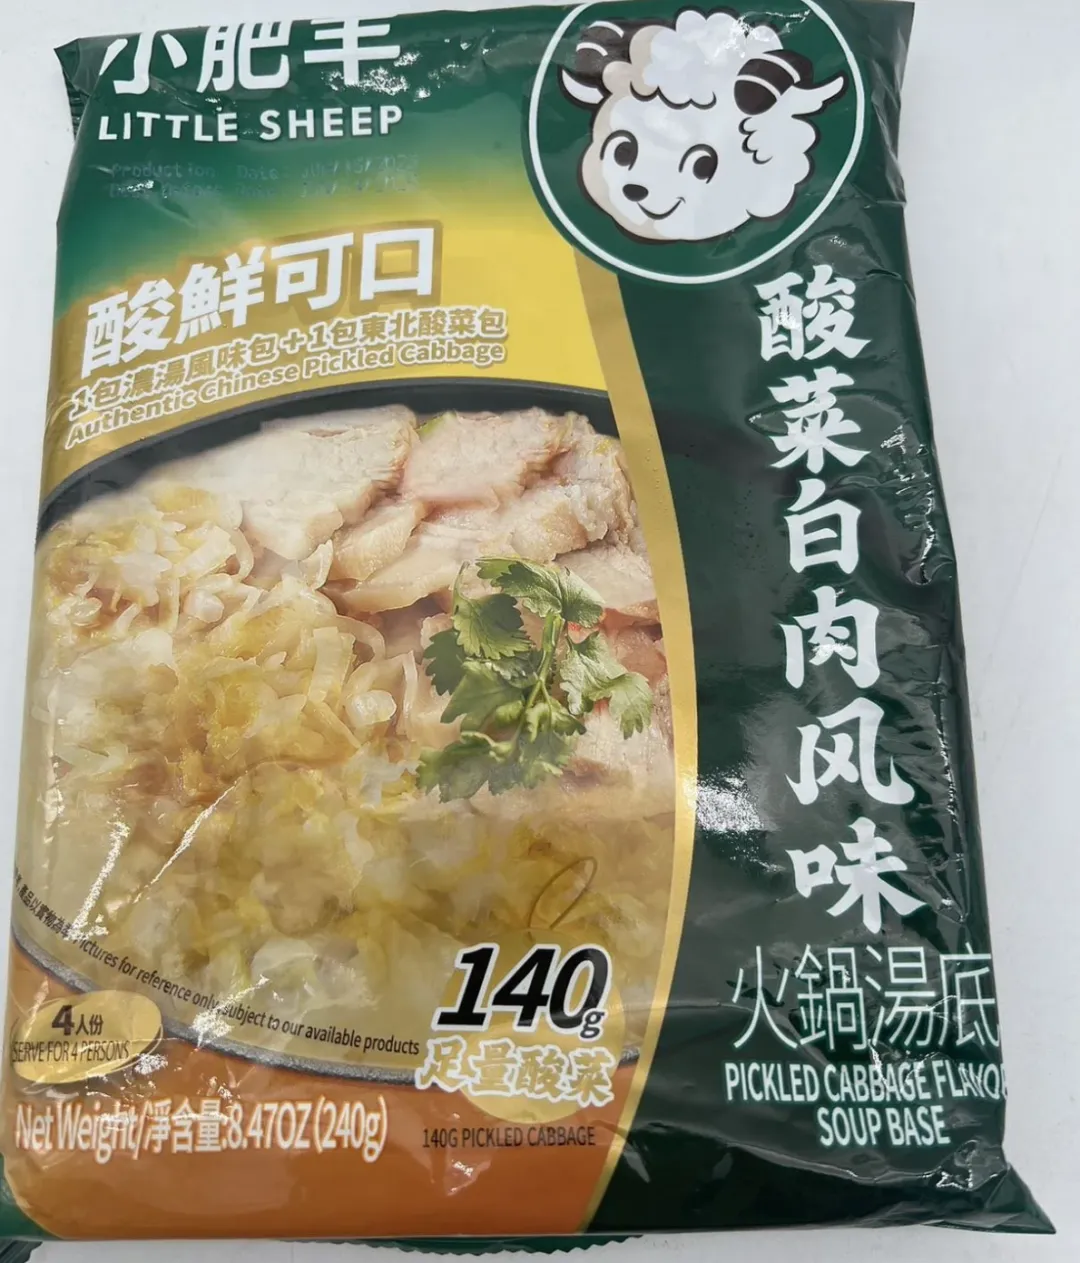 小肥羊
LITTLE SHEEP
Production Date:
酸鮮可口
1包濃湯風味包+1包東北酸菜包
Authentic Chinese Pickled Cabbage
酸菜白肉风味
火鍋湯底
PICKLED CABBAGE FLAVO
SOUP BASE
Pictures for reference only, subject to our available products
4人份
SERVE FOR 4 PERSONS
140g
足量酸菜
140G PICKLED CABBAGE
Net Weight/淨含量:8.47OZ(240g)